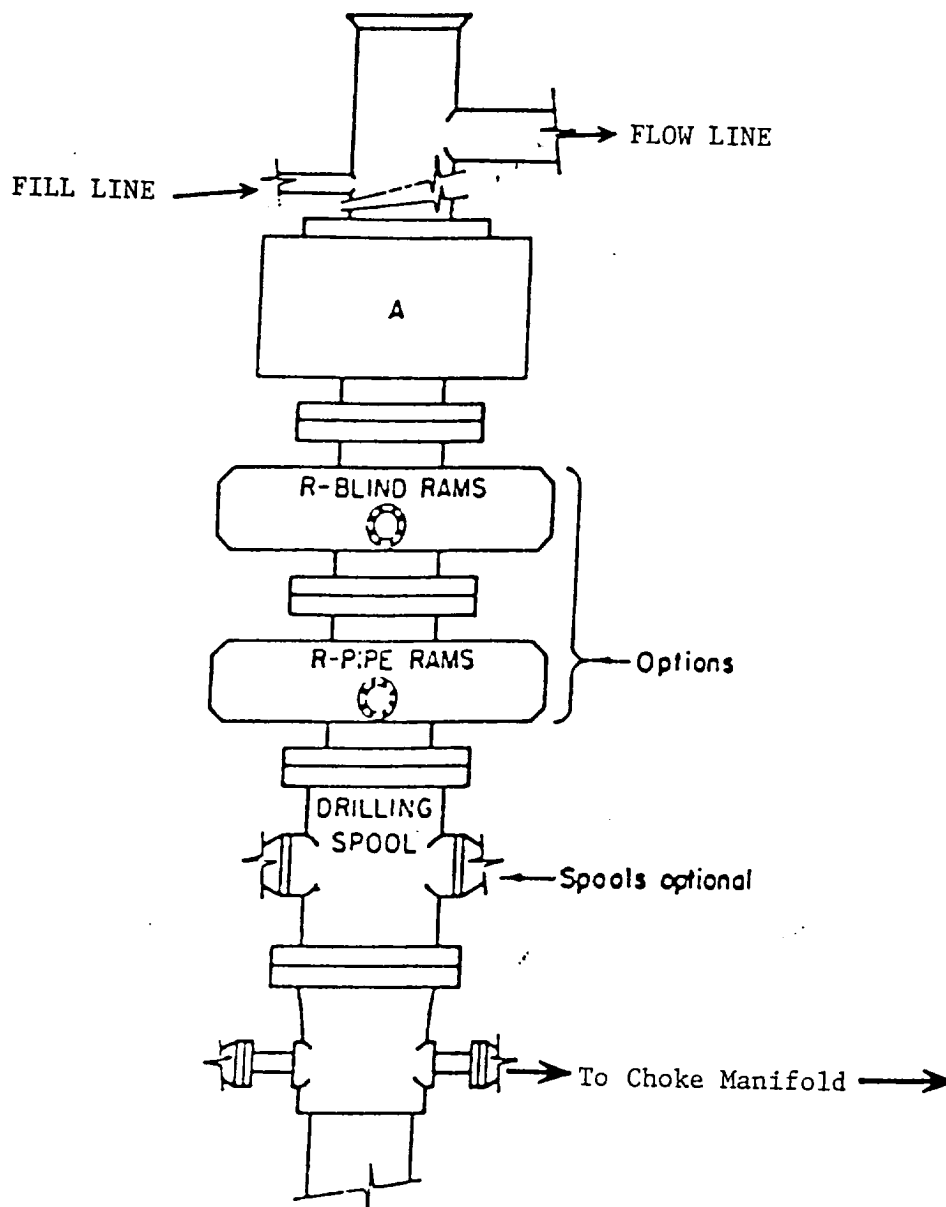 FLOW LINE
FILL LINE
A
R-BLIND RAMS
R-PIPE RAMS
Options
DRILLING
SPOOL
Spools optional
To Choke Manifold